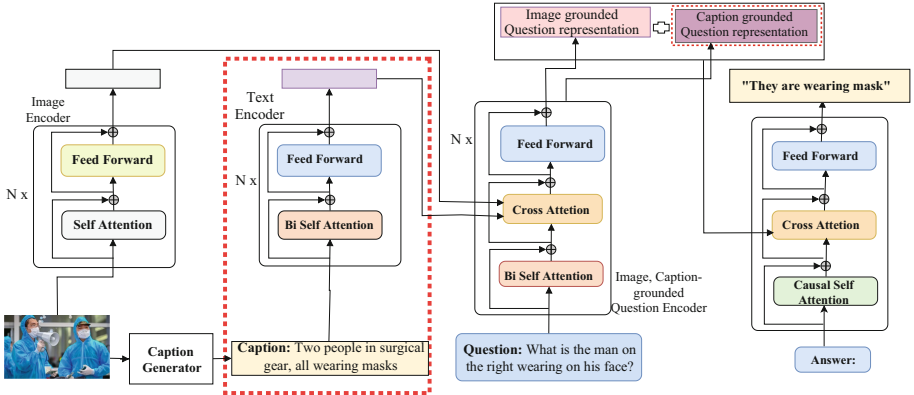 Image grounded
Question representation
Caption grounded
Question representation
Image
Encoder
Text
Encoder
"They are wearing mask"
N x
Feed Forward
Self Attention
N x
Feed Forward
Bi Self Attention
N x
Feed Forward
Cross Attetion
Bi Self Attention
Image, Caption-
grounded
Question Encoder
Feed Forward
Cross Attetion
Causal Self
Attention
Caption
Generator
Caption: Two people in surgical
gear, all wearing masks
Question: What is the man on
the right wearing on his face?
Answer: